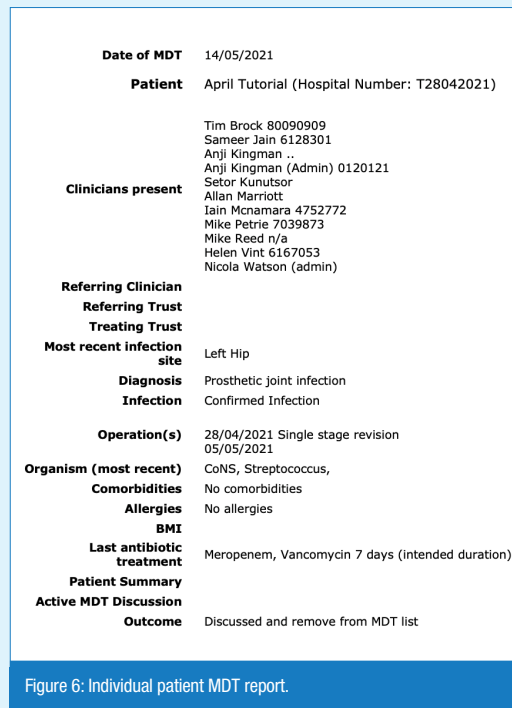 Date of MDT 14/05/2021
Patient April Tutorial (Hospital Number: T28042021)
Clinicians present
Tim Brock 80090909
Sameer Jain 6128301
Anji Kingman ..
Anji Kingman (Admin) 0120121
Setor Kunutsor
Allan Marriott
Iain Mcnamara 4752772
Mike Petrie 7039873
Mike Reed n/a
Helen Vint 6167053
Nicola Watson (admin)
Referring Clinician
Referring Trust
Treating Trust
Most recent infection
site
Left Hip
Diagnosis Prosthetic joint infection
Infection Confirmed Infection
Operation(s) 28/04/2021 Single stage revision
05/05/2021
Organism (most recent) CoNS, Streptococcus,
Comorbidities No comorbidities
Allergies No allergies
BMI
Last antibiotic
treatment
Meropenem, Vancomycin 7 days (intended duration)
Patient Summary
Active MDT Discussion
Outcome Discussed and remove from MDT list
Figure 6: Individual patient MDT report.